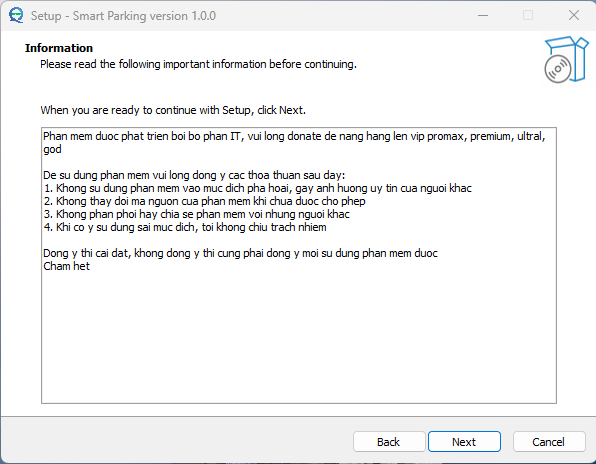 Setup - Smart Parking version 1.0.0
Information
Please read the following important information before continuing.
When you are ready to continue with Setup, click Next.
Phan mem duoc phat trien boi bo phan IT, vui long donate de nang hang len vip promax, premium, ultral,
god
De su dung phan mem vui long dong y cac thoa thuan sau day:
1. Khong su dung phan mem vao muc dich pha hoai, gay anh huong uy tin cua nguoi khac
2. Khong thay doi ma nguon cua phan mem khi chua duoc cho phep
3. Khong phan phoi hay chia se phan mem voi nhung nguoi khac
4. Khi co y su dung sai muc dich, toi khong chiu trach nhiem
Dong y thi cai dat, khong dong y thi cung phai dong y moi su dung phan mem duoc
Cham het
Back
Next
Cancel